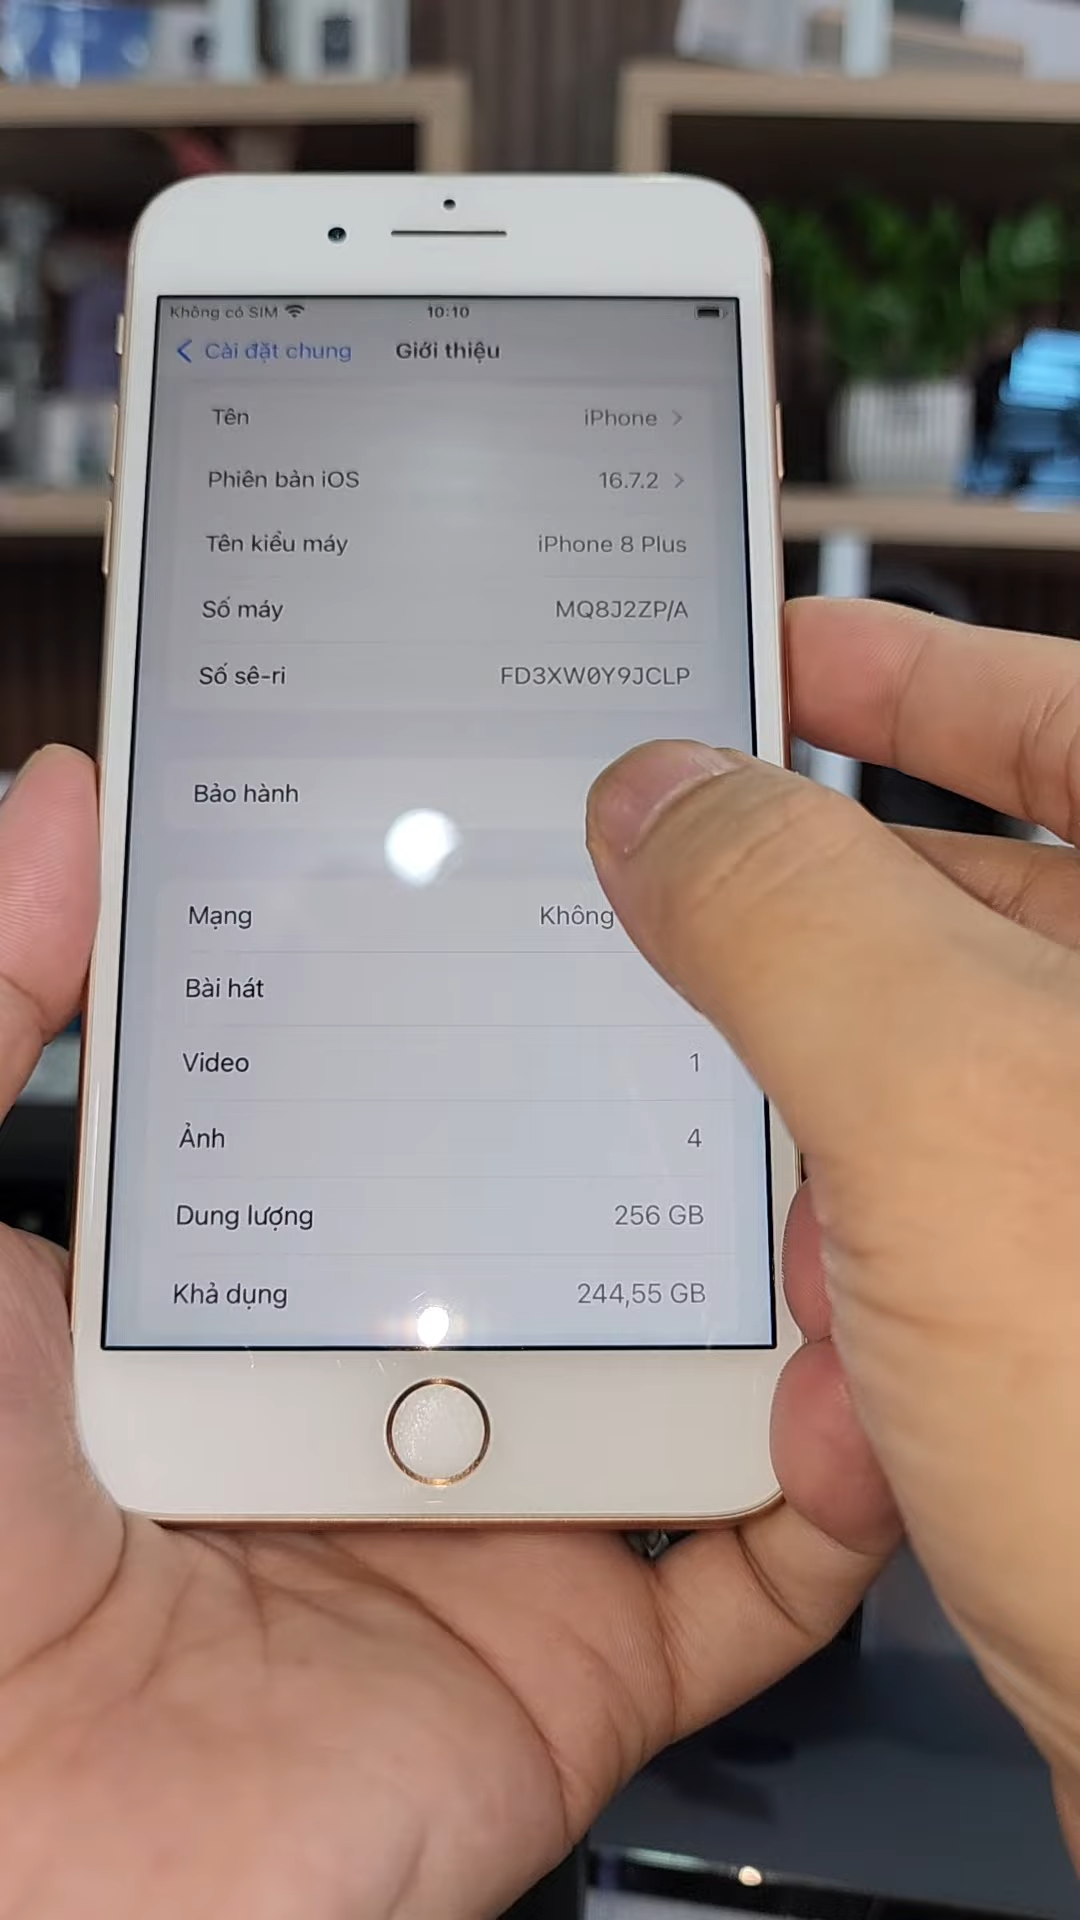 Không có SIM 10:10
Cài đặt chung Giới thiệu
Tên iPhone
Phiên bản iOS 16.7.2
Tên kiểu máy iPhone 8 Plus
Số máy MQ8J2ZP/A
Số sê-ri FD3XW0Y9JCLP
Bảo hành
Mạng Không
Bài hát
Video 1
Ảnh 4
Dung lượng 256 GB
Khả dụng 244,55 GB